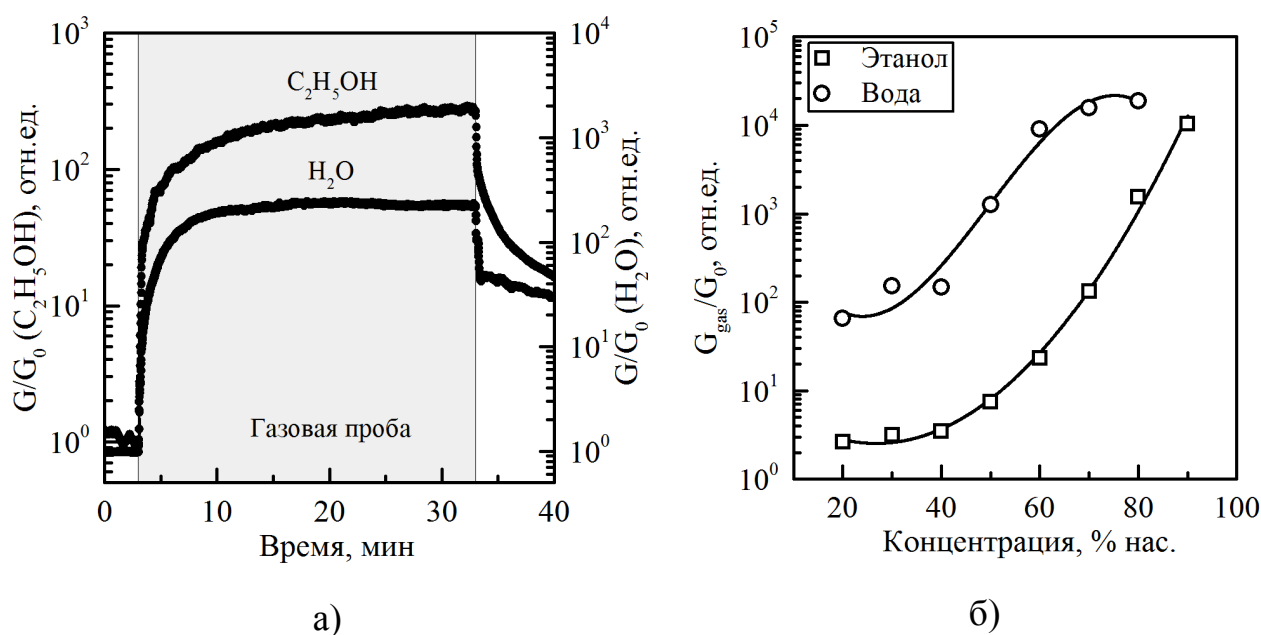 G/G₀ (C₂H₅OH), отн.ед.
10³
10²
10¹
10⁰
C₂H₅OH
H₂O
Газовая проба
0 10 20 30 40
Время, мин
10⁴
10³
10²
10¹
10⁰
G/G₀ (H₂O), отн.ед.
а)
G_gas/G₀, отн.ед.
10⁵
10⁴
10³
10²
10¹
10⁰
Этанол
Вода
20 40 60 80 100
Концентрация, % нас.
б)